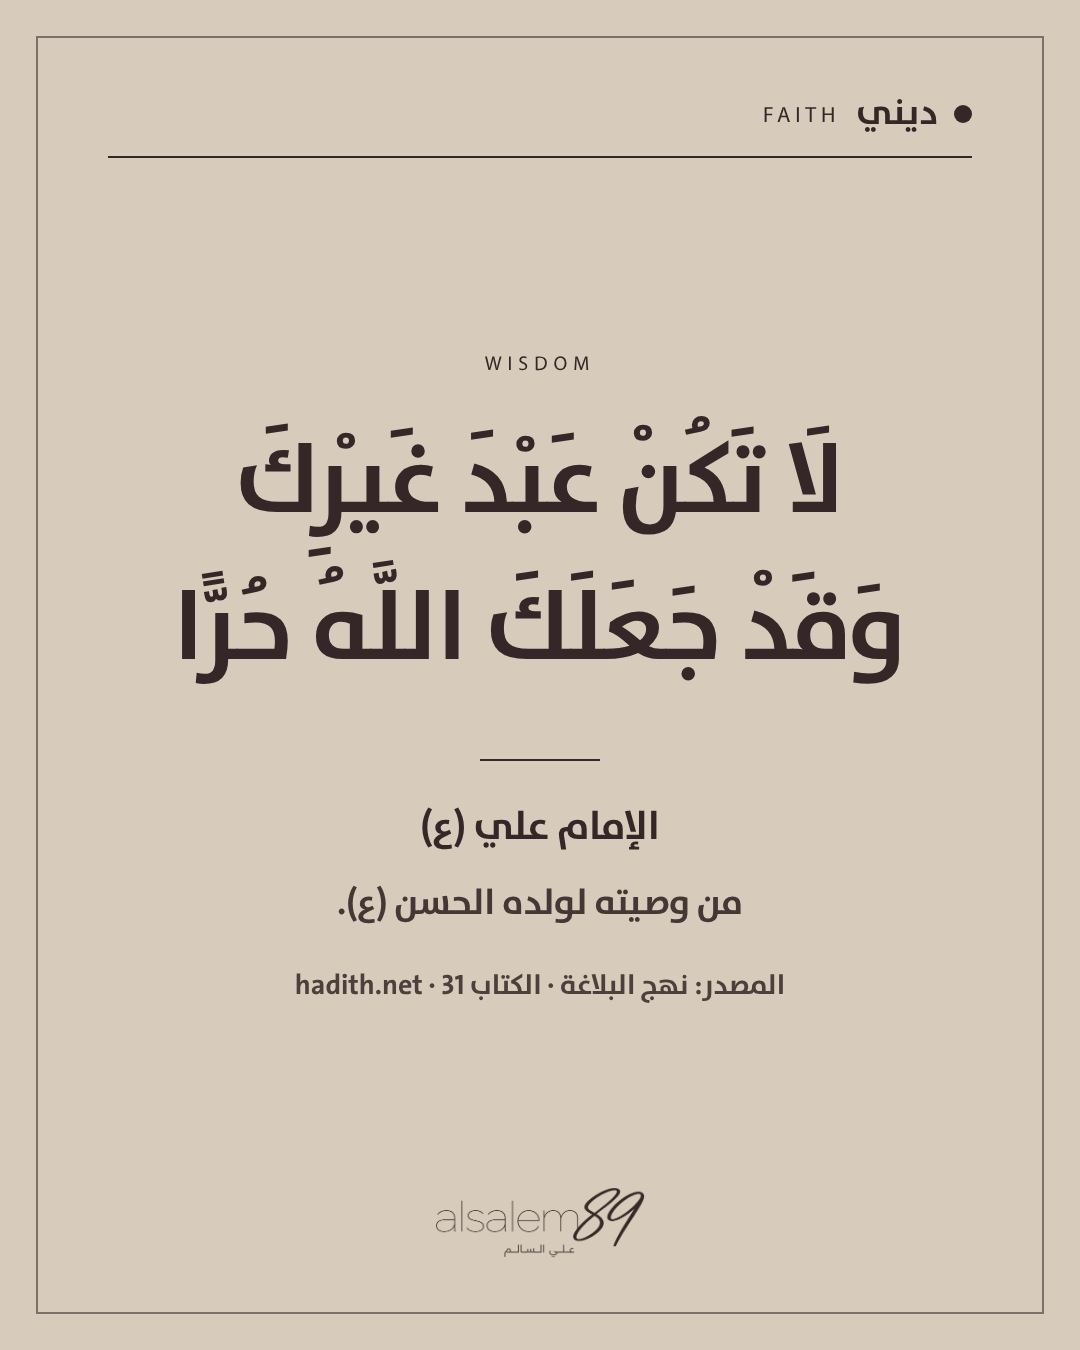 ديني FAITH
WISDOM
لَا تَكُنْ عَبْدَ غَيْرِكَ
وَقَدْ جَعَلَكَ اللَّهُ حُرًّا
الإمام علي (ع)
من وصيته لولده الحسن (ع).
المصدر: نهج البلاغة · الكتاب 31 · hadith.net
alsalem89
علي السالم